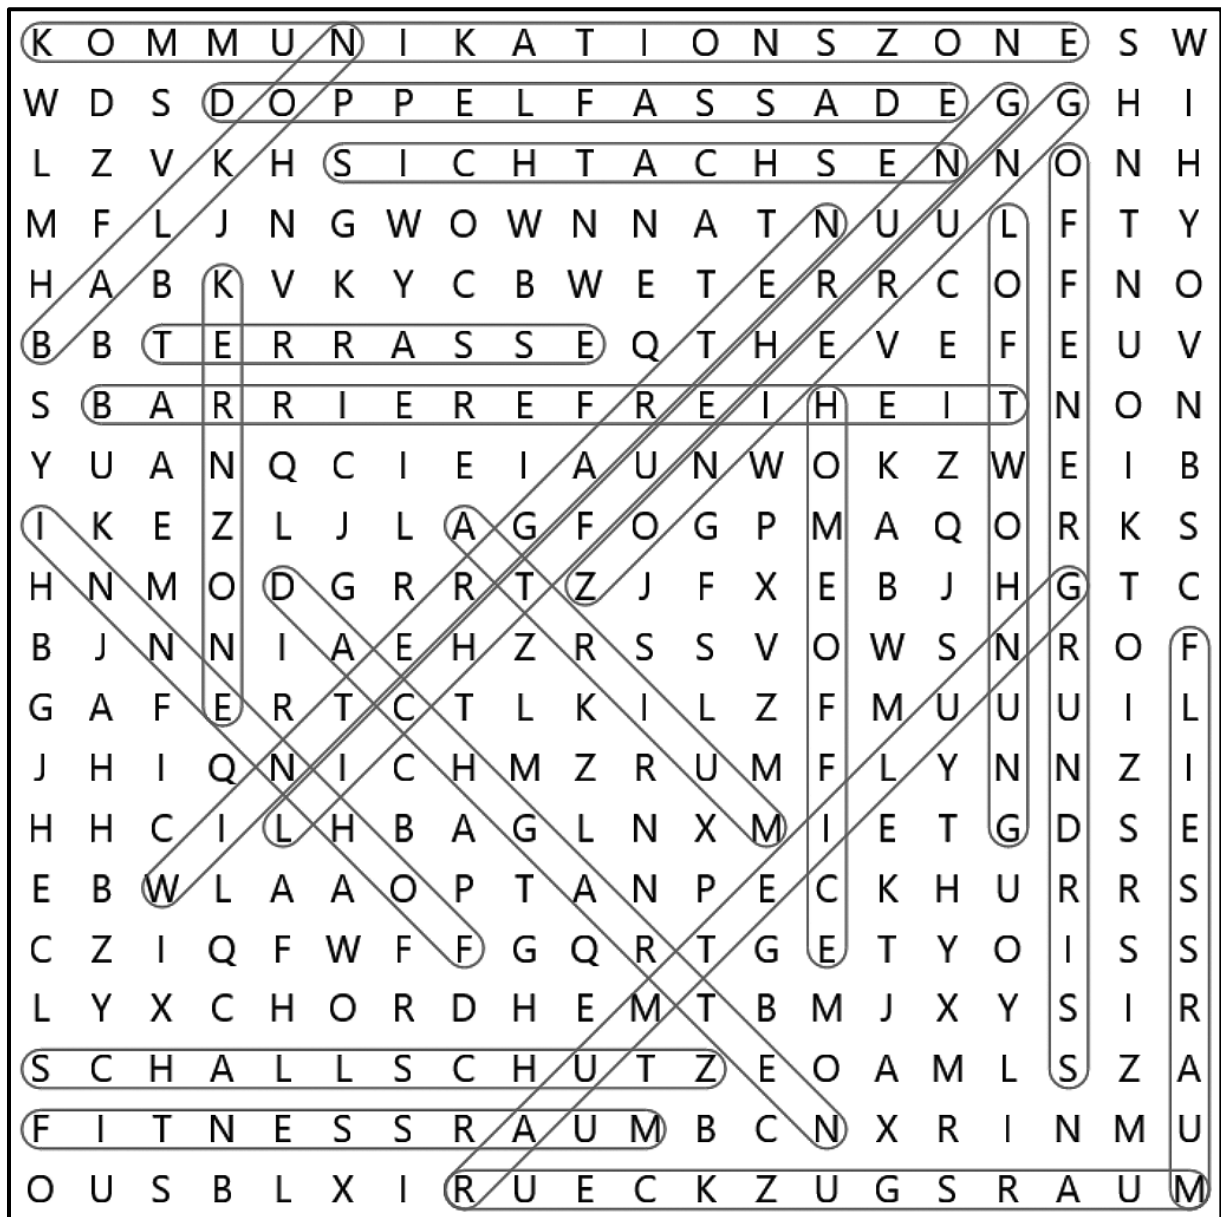 K O M M U N I K A T I O N S Z O N E S W
W D S D O P P E L F A S S A D E G G H I
L Z V K H S I C H T A C H S E N N O N H
M F L J N G W O W N N A T N U U L F T Y
H A B K V K Y C B W E T E R R C O F N O
B B T E R R A S S E Q T H E V E F E U V
S B A R R I E R E F R E I H E I T N O N
Y U A N Q C I E I A U N W O K Z W E I B
I K E Z L J L A G F O G P M A Q O R K S
H N M O D G R R T Z J F X E B J H G T C
B J N N I A E H Z R S S V O W S N R O F
G A F E R T C T L K I L Z F M U U U I L
J H I Q N I C H M Z R U M F L Y N N Z I
H H C I L H B A G L N X M I E T G D S E
E B W L A A O P T A N P E C K H U R R S
C Z I Q F W F F G Q R T G E T Y O I S S
L Y X C H O R D H E M T B M J X Y S I R
S C H A L L S C H U T Z E O A M L S Z A
F I T N E S S R A U M B C N X R I N M U
O U S B L X I R U E C K Z U G S R A U M